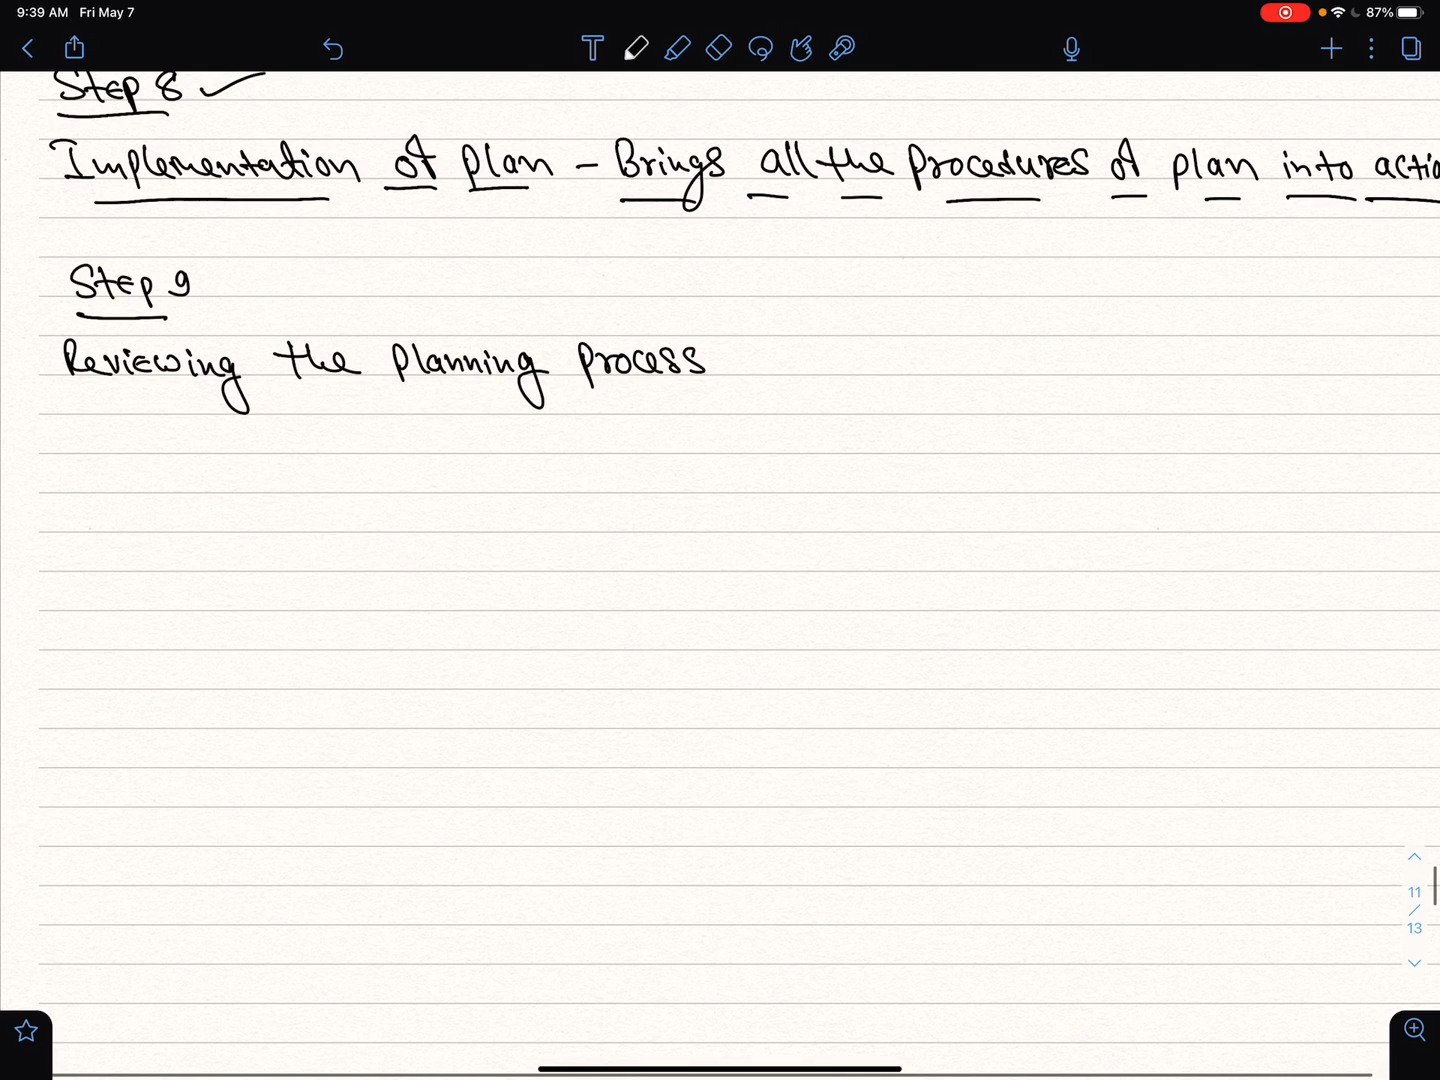 9:39 AM Fri May 7
87%
Step 8
Implementation of plan - Brings all the procedures of plan into actio
Step 9
Reviewing the planning process
11
/
13